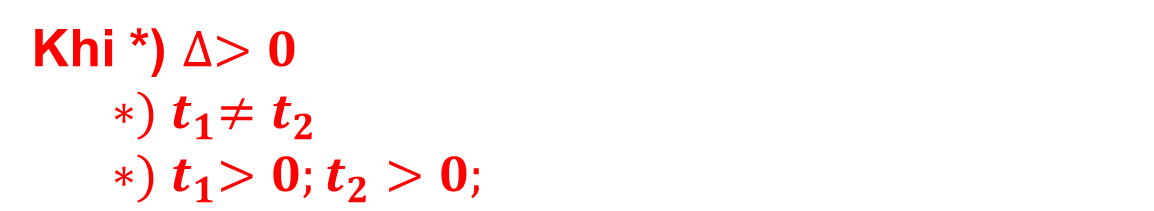 Khi *) Δ> 0
*) t₁≠ t₂
*) t₁> 0; t₂ > 0;